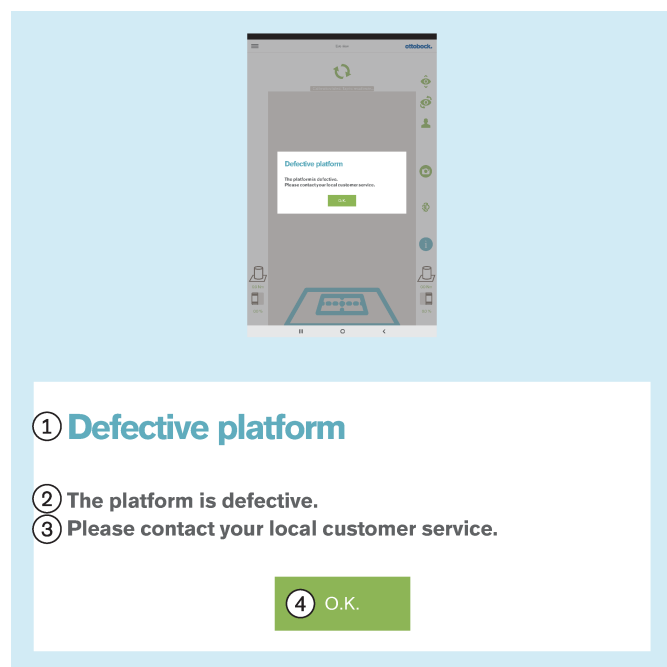 ottobock.
Defective platform
The platform is defective.
Please contact your local customer service.
O.K.
1 Defective platform
2 The platform is defective.
3 Please contact your local customer service.
4 O.K.